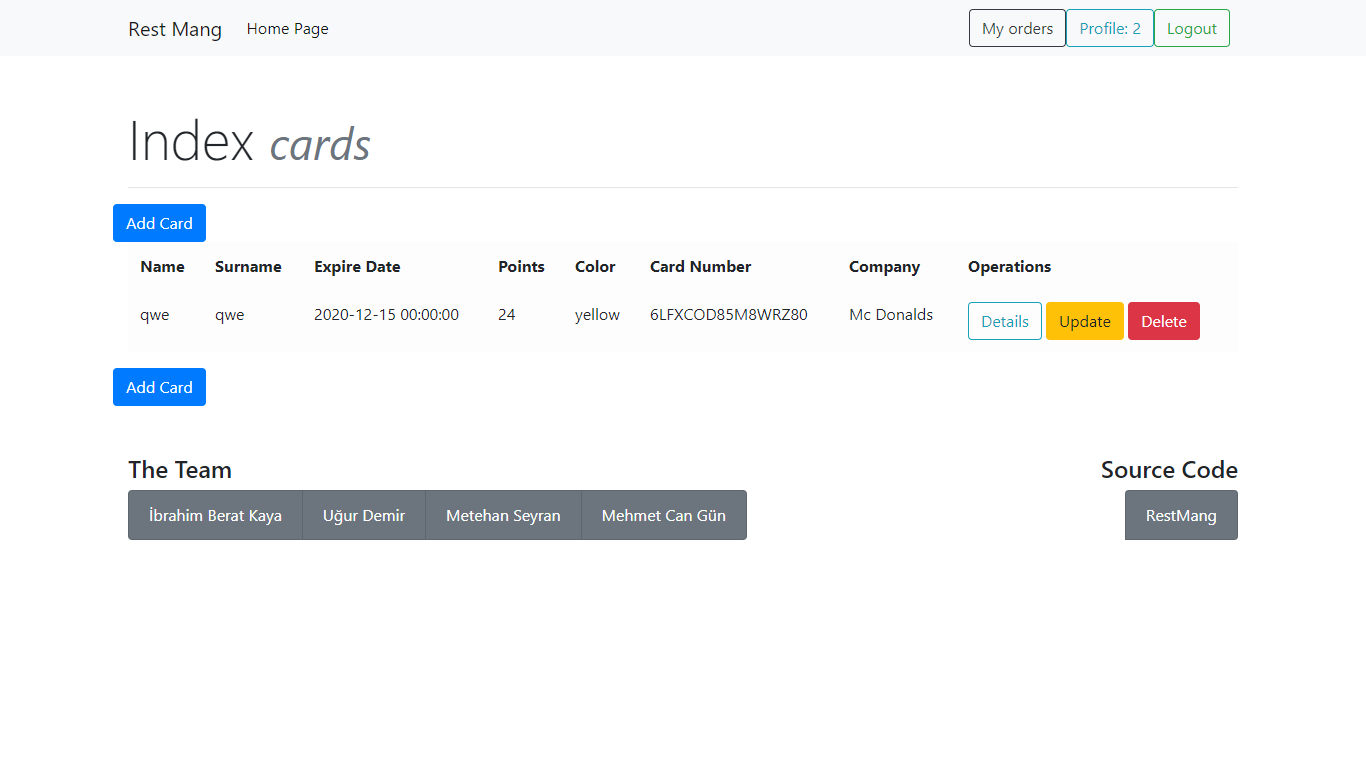 Rest Mang Home Page My orders Profile: 2 Logout
Index cards
Add Card
Name Surname Expire Date Points Color Card Number Company Operations
qwe qwe 2020-12-15 00:00:00 24 yellow 6LFXCOD85M8WRZ80 Mc Donalds Details Update Delete
Add Card
The Team Source Code
İbrahim Berat Kaya Uğur Demir Metehan Seyran Mehmet Can Gün RestMang